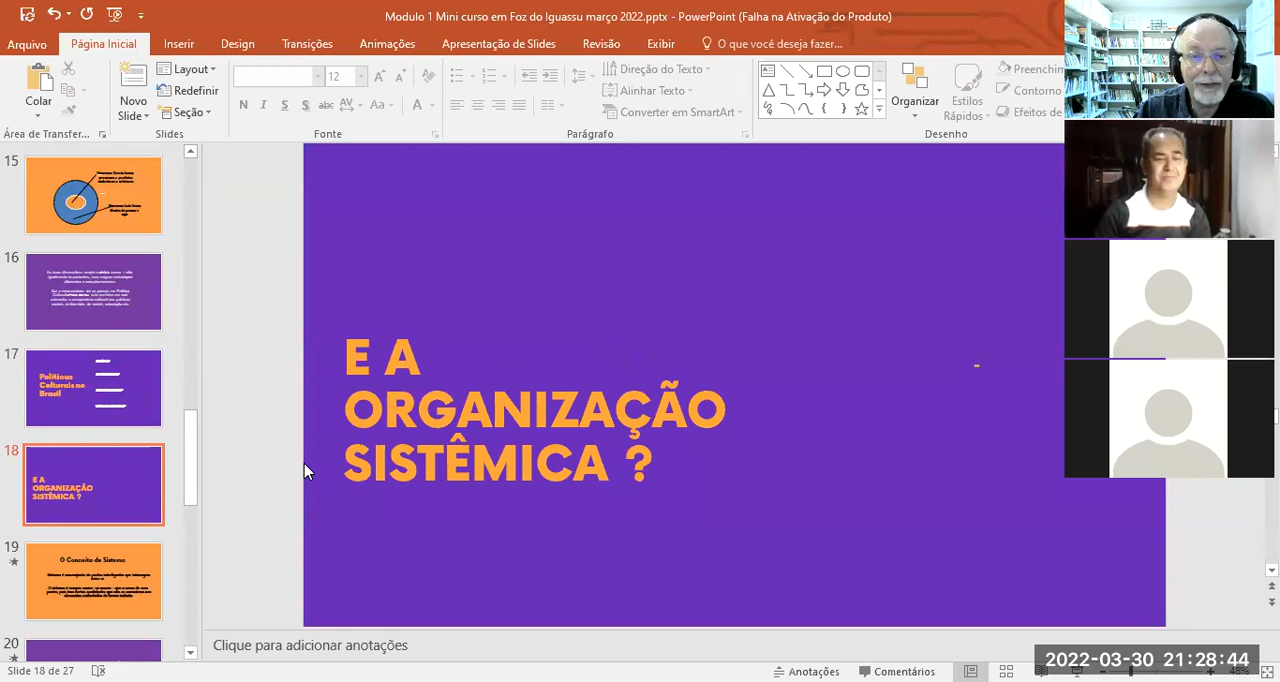 Modulo 1 Mini curso em Foz do Iguassu março 2022.pptx - PowerPoint (Falha na Ativação do Produto)
Arquivo Página Inicial Inserir Design Transições Animações Apresentação de Slides Revisão Exibir O que você deseja fazer...
Colar
Novo
Slide
Layout
Redefinir
Seção
12
N I S S abc AV Aa A
Direção do Texto
Alinhar Texto
Converter em SmartArt
Organizar
Estilos
Rápidos
Preenchim
Contorno
Efeitos de
Área de Transfer... Slides Fonte Parágrafo Desenho
15
16
17
Políticas
Culturais no
Brasil
18
E A
ORGANIZAÇÃO
SISTÊMICA ?
19
O Conceito de Sistema
20
E A
ORGANIZAÇÃO
SISTÊMICA ?
-
Clique para adicionar anotações
Slide 18 de 27
Anotações Comentários
48%
2022-03-30 21:28:44